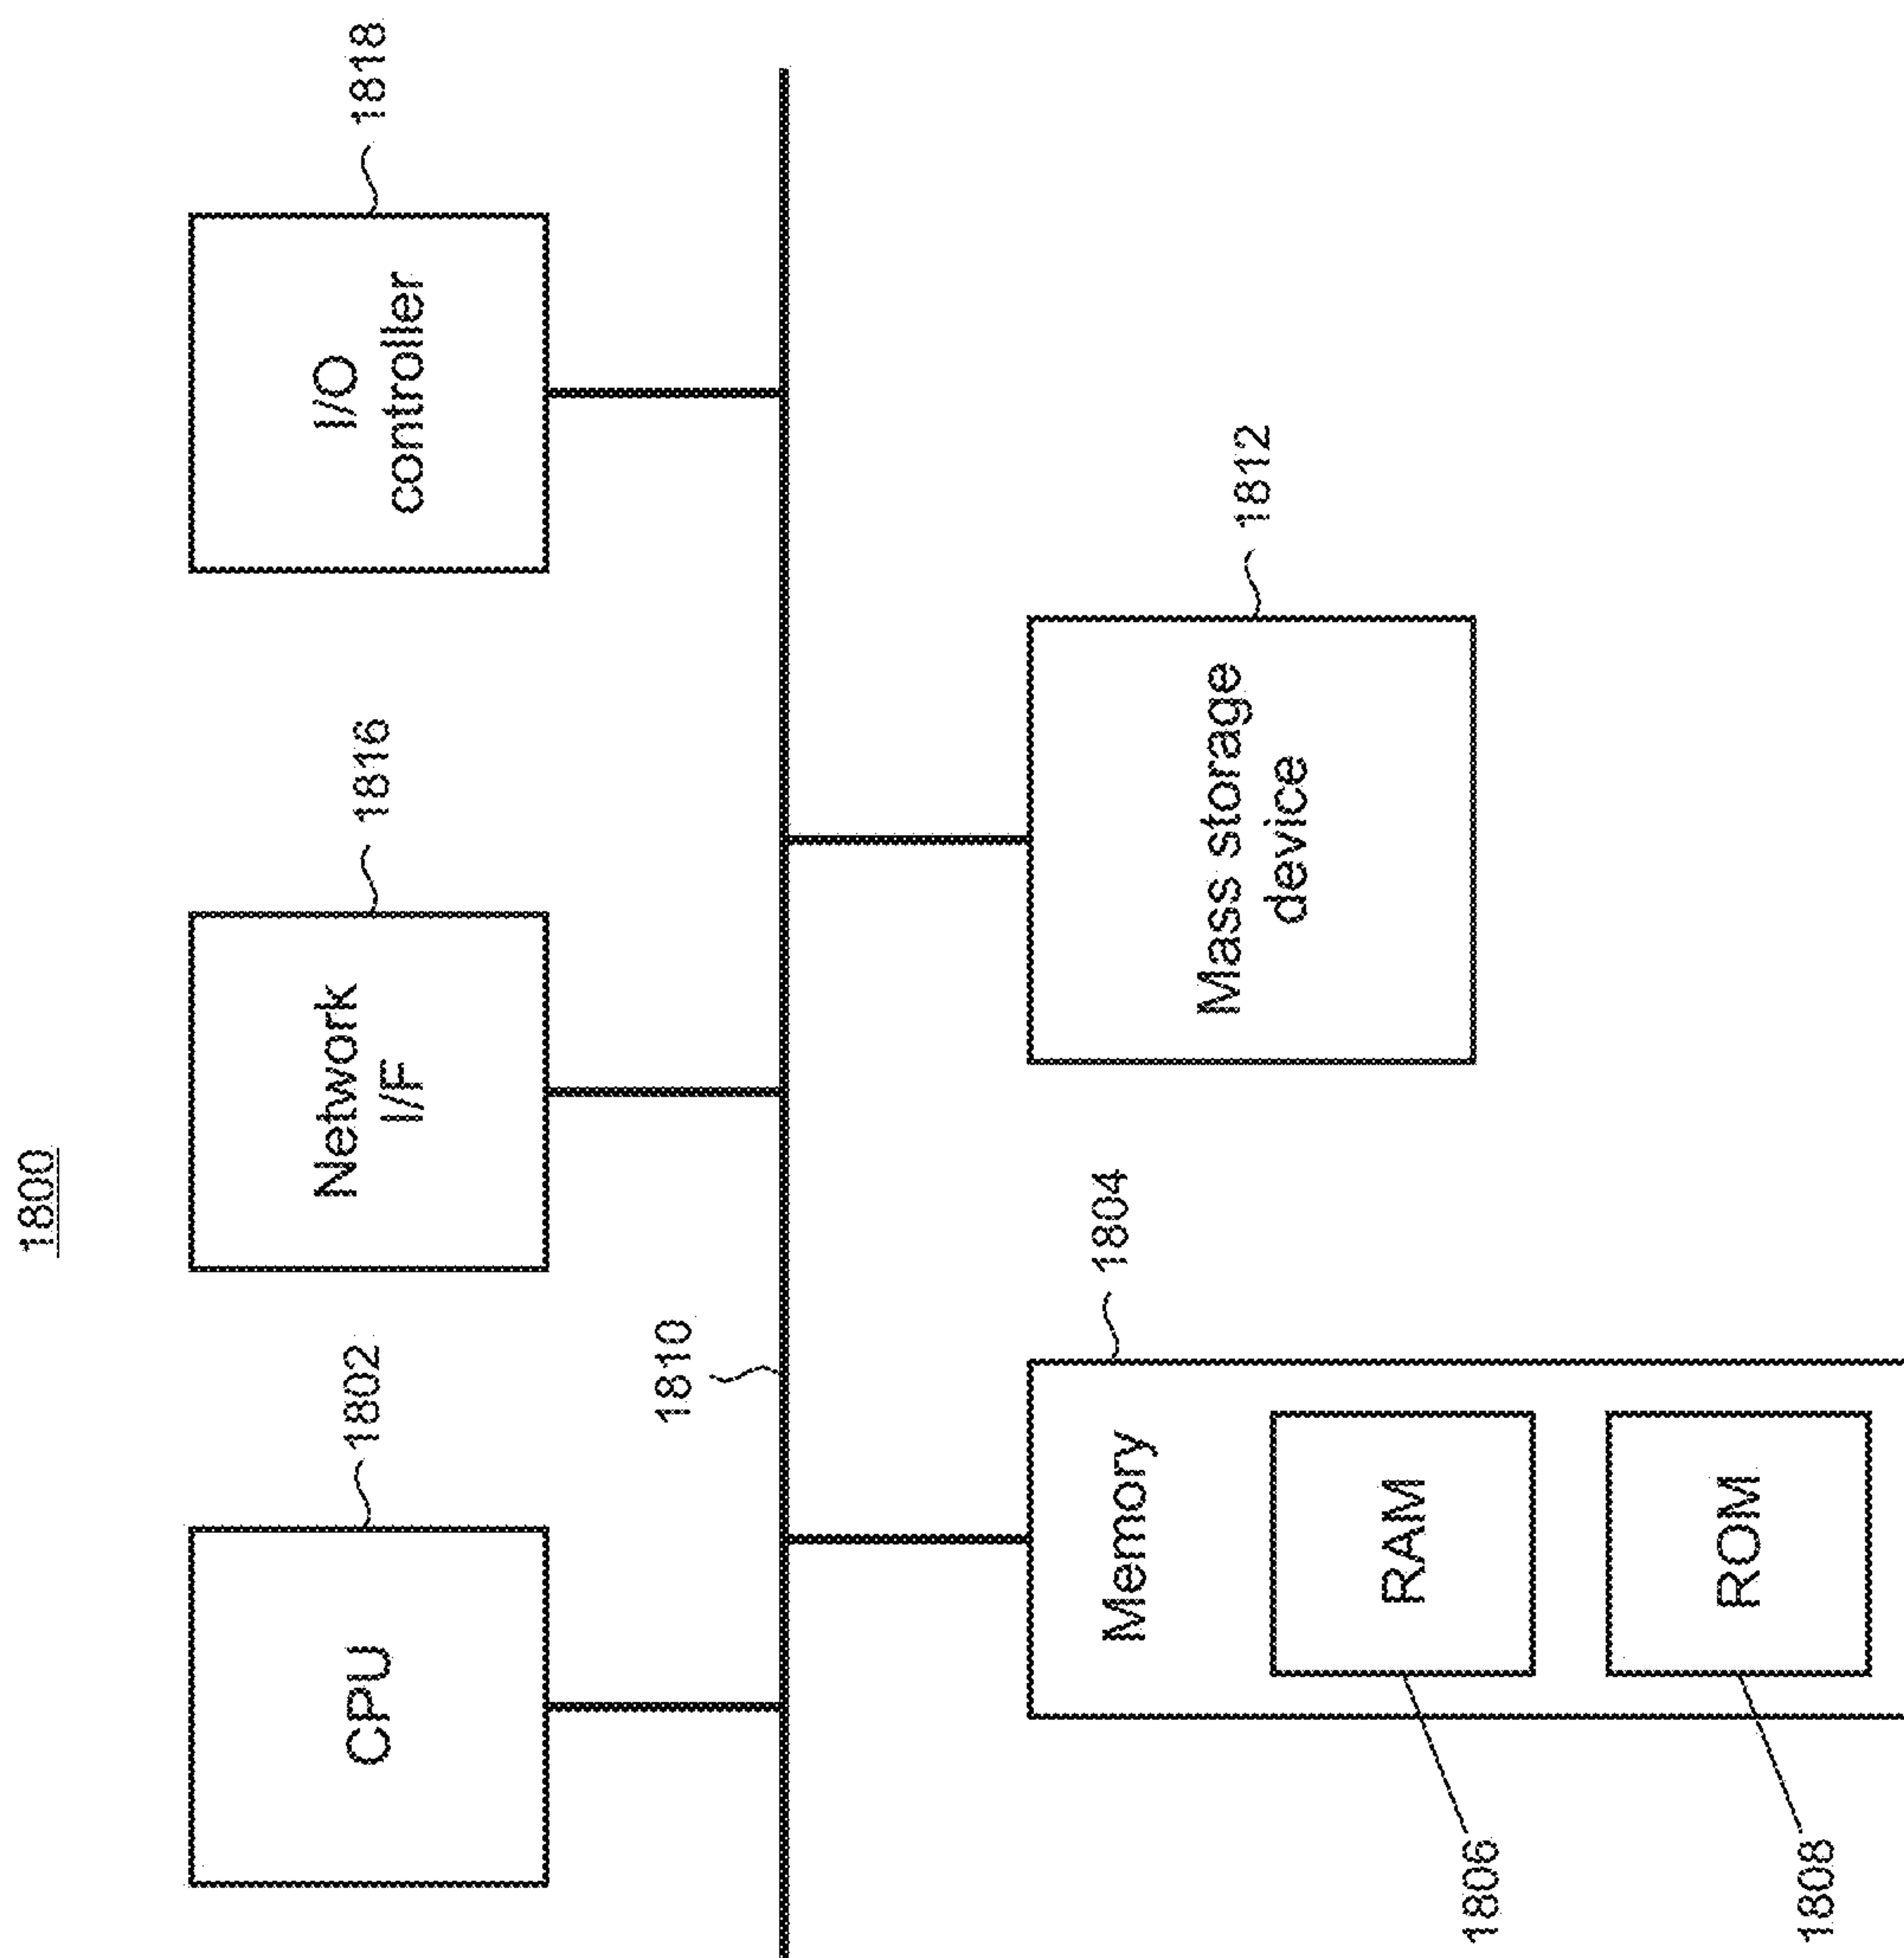 1800
1802
1816
1818
CPU
Network
I/F
I/O
controller
1810
1804
1812
Memory
Mass storage
device
RAM
1806
ROM
1808